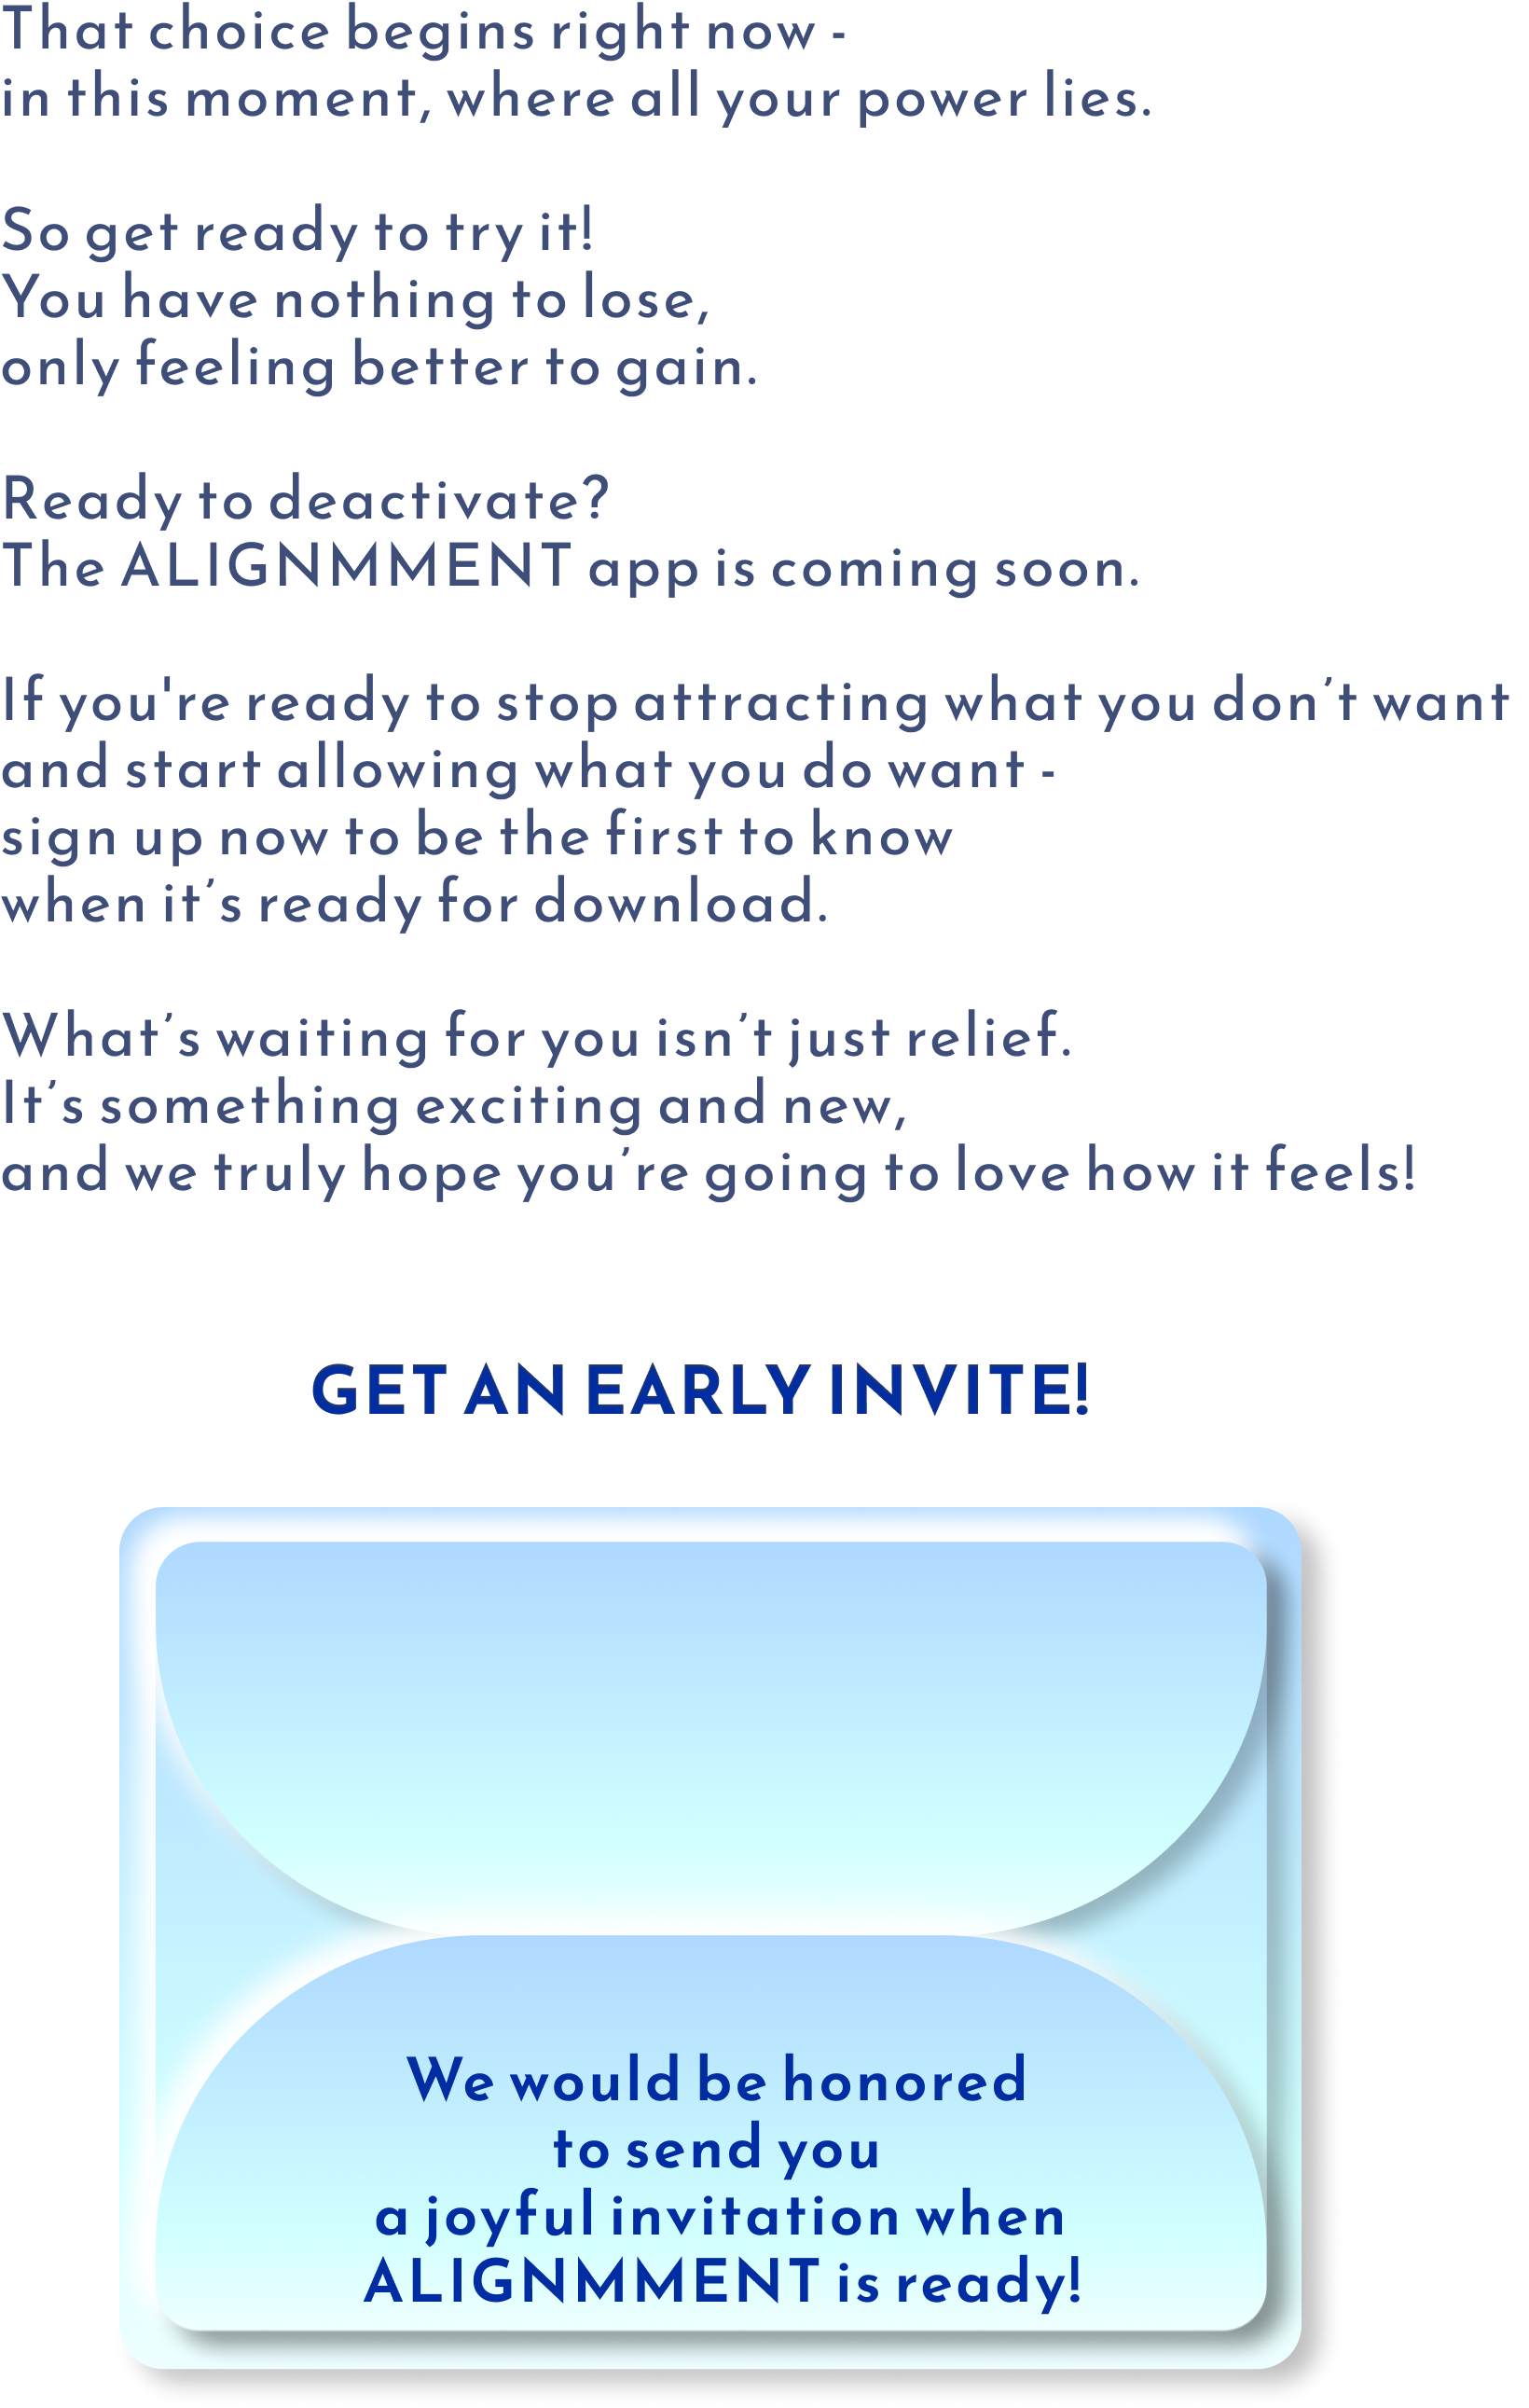 That choice begins right now -
in this moment, where all your power lies.
So get ready to try it!
You have nothing to lose,
only feeling better to gain.
Ready to deactivate?
The ALIGNMMENT app is coming soon.
If you're ready to stop attracting what you don’t want
and start allowing what you do want -
sign up now to be the first to know
when it’s ready for download.
What’s waiting for you isn’t just relief.
It’s something exciting and new,
and we truly hope you’re going to love how it feels!
GET AN EARLY INVITE!
We would be honored
to send you
a joyful invitation when
ALIGNMMENT is ready!